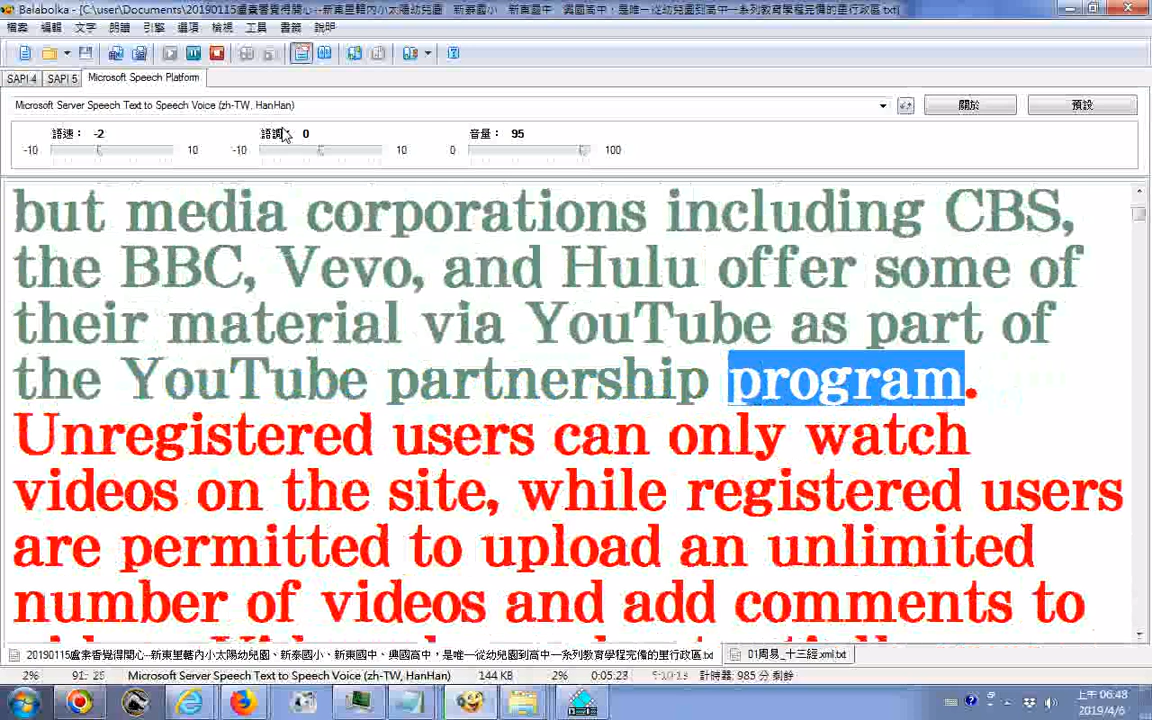 Balabolka - [C:\user\Documents\20190115盧素香覺得開心--新東里轄內小太陽幼兒園、新泰國小、新東國中、興國高中，是唯一從幼兒園到高中一系列教育學程完備的里行政區.txt]
檔案 編輯 文字 朗讀 引擎 選項 檢視 工具 書籤 說明
SAPI 4 SAPI 5 Microsoft Speech Platform
Microsoft Server Speech Text to Speech Voice (zh-TW, HanHan) 關於 預設
語速： -2 語調： 0 音量： 95
-10 10 -10 10 0 100
but media corporations including CBS,
the BBC, Vevo, and Hulu offer some of
their material via YouTube as part of
the YouTube partnership program.
Unregistered users can only watch
videos on the site, while registered users
are permitted to upload an unlimited
number of videos and add comments to
20190115盧素香覺得開心--新東里轄內小太陽幼兒園、新泰國小、新東國中、興國高中，是唯一從幼兒園到高中一系列教育學程完備的里行政區.txt 01周易_十三經.xml.txt
2% 91: 25 Microsoft Server Speech Text to Speech Voice (zh-TW, HanHan) 144 KB 2% 0:05:23 5:10:13 計時器: 985 分 剩餘
上午 06:48
2019/4/6